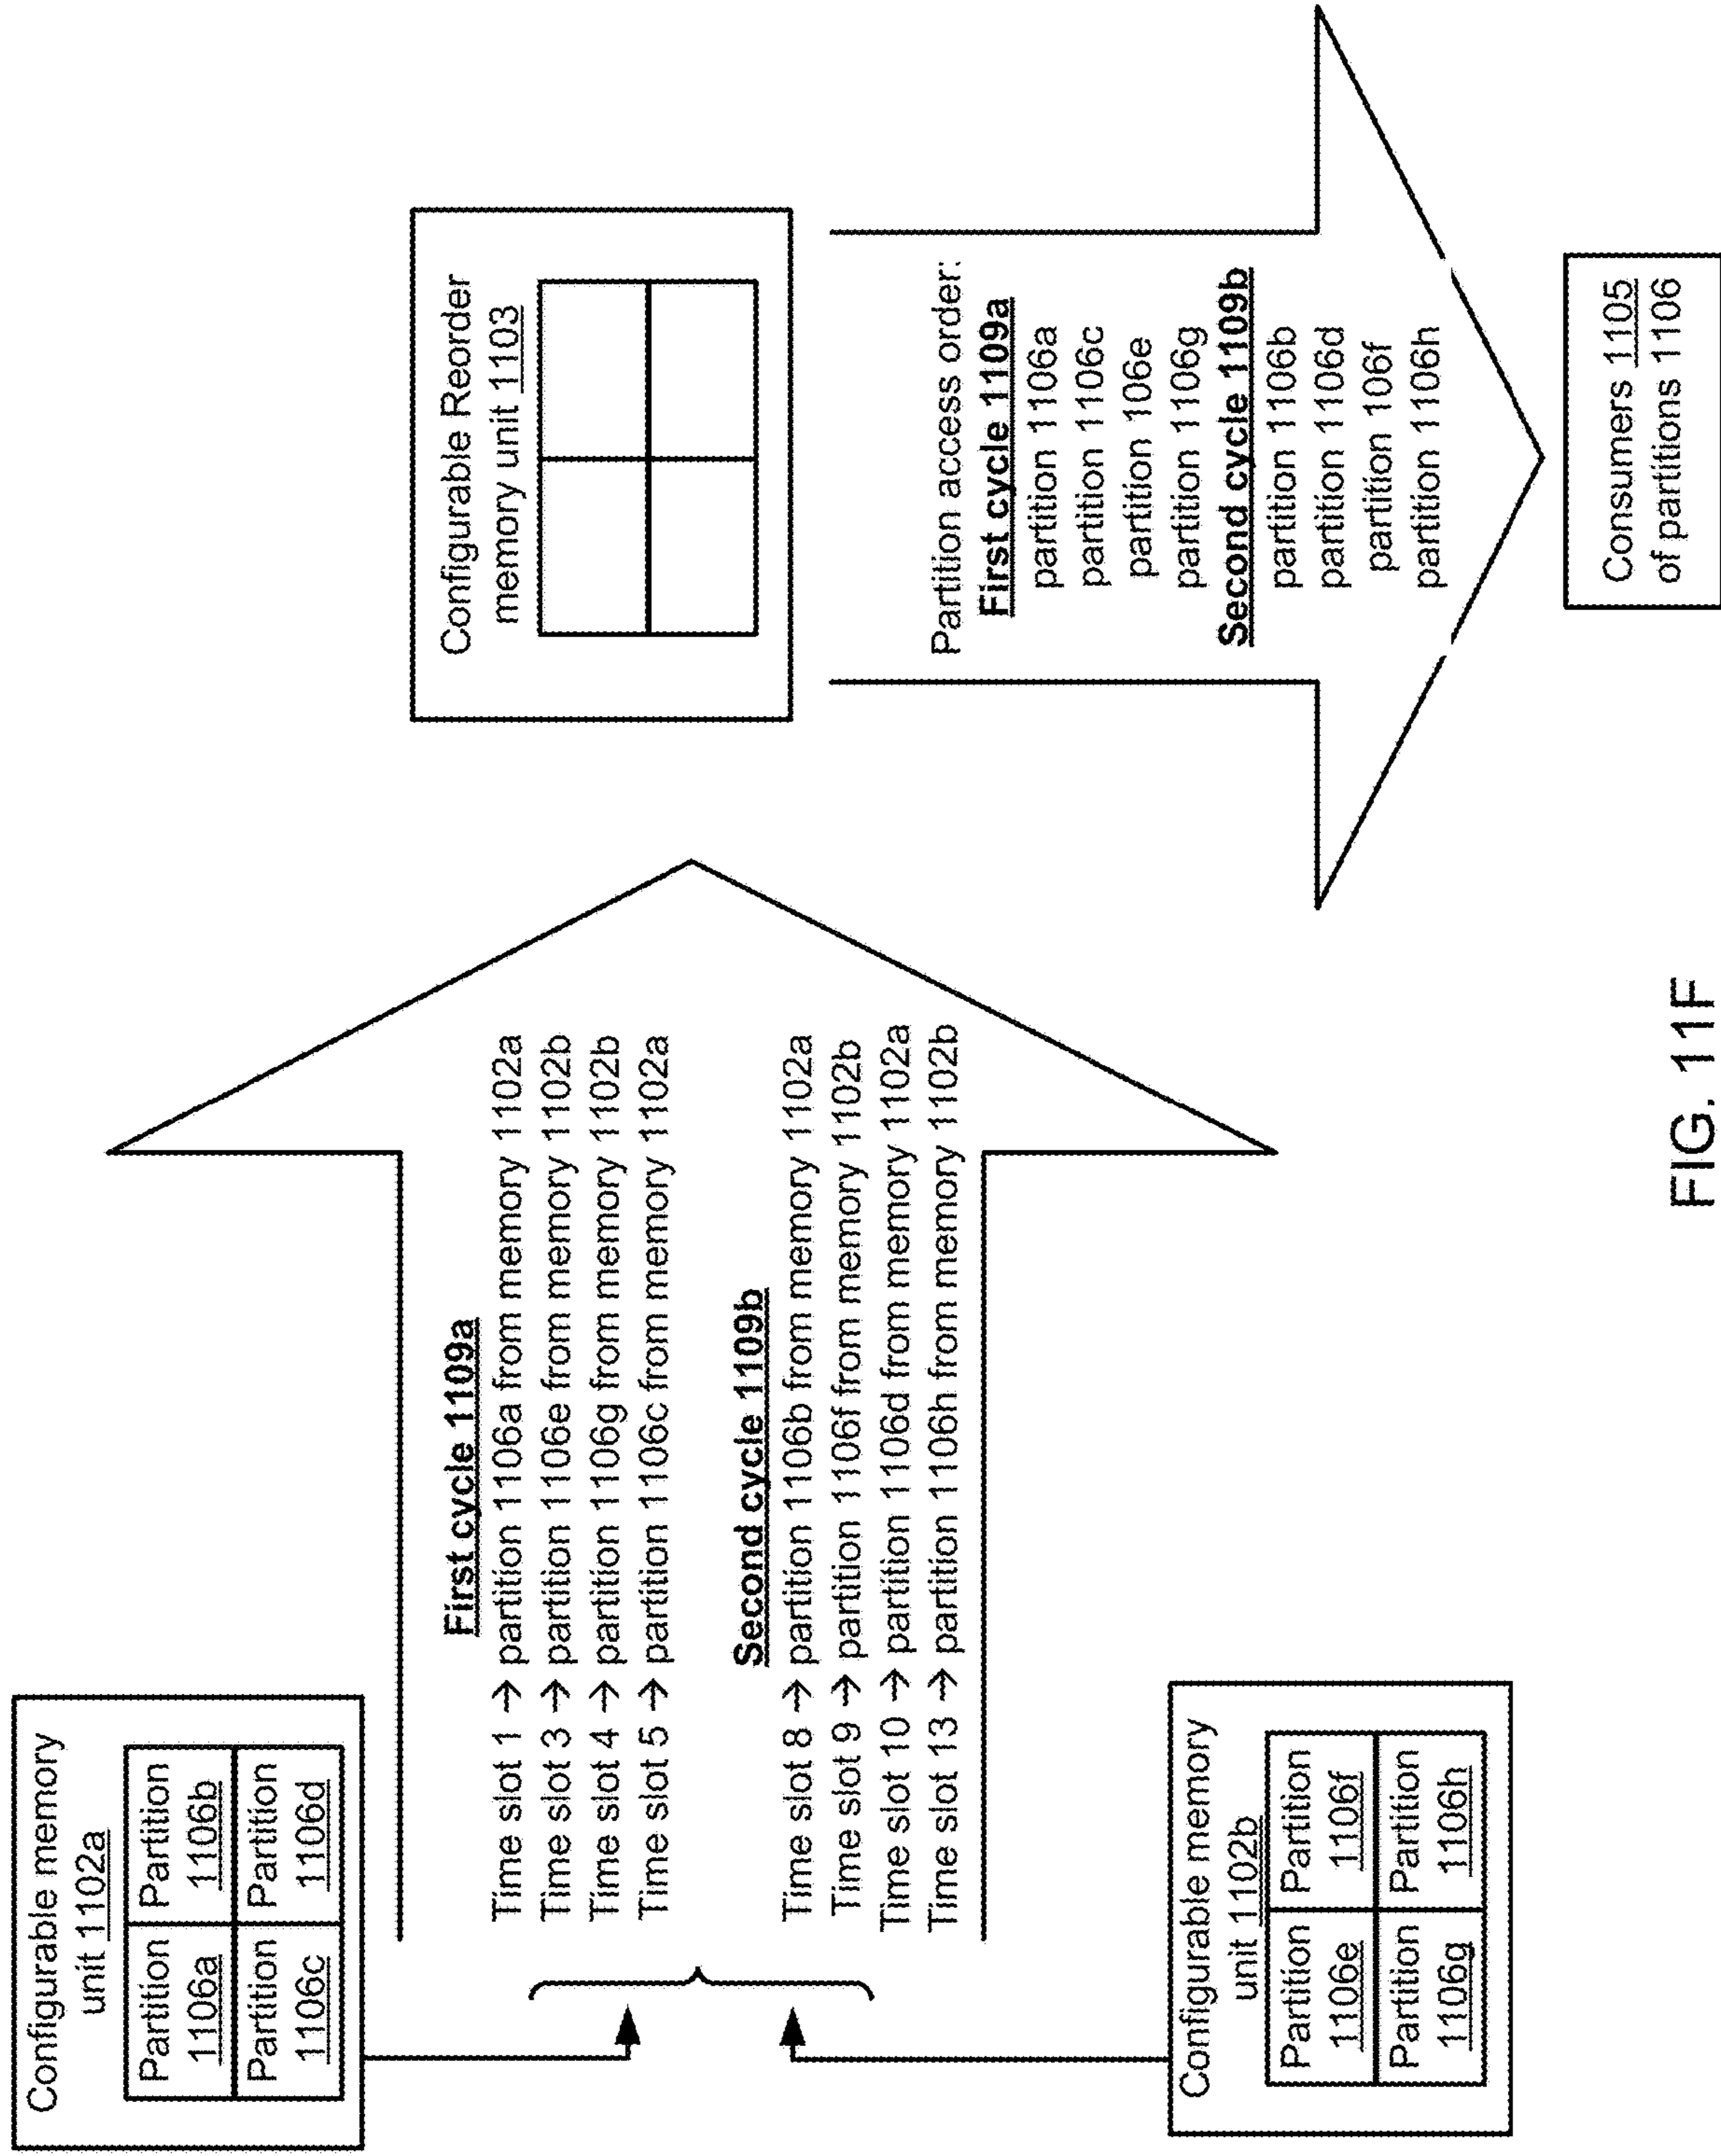 Configurable memory
unit 1102a
Partition
1106a
Partition
1106b
Partition
1106c
Partition
1106d
First cycle 1109a
Time slot 1 → partition 1106a from memory 1102a
Time slot 3 → partition 1106e from memory 1102b
Time slot 4 → partition 1106g from memory 1102b
Time slot 5 → partition 1106c from memory 1102a
Second cycle 1109b
Time slot 8 → partition 1106b from memory 1102a
Time slot 9 → partition 1106f from memory 1102b
Time slot 10 → partition 1106d from memory 1102a
Time slot 13 → partition 1106h from memory 1102b
Configurable memory
unit 1102b
Partition
1106e
Partition
1106f
Partition
1106g
Partition
1106h
Configurable Reorder
memory unit 1103
Partition access order:
First cycle 1109a
partition 1106a
partition 1106c
partition 106e
partition 1106g
Second cycle 1109b
partition 1106b
partition 1106d
partition 106f
partition 1106h
Consumers 1105
of partitions 1106
FIG. 11F